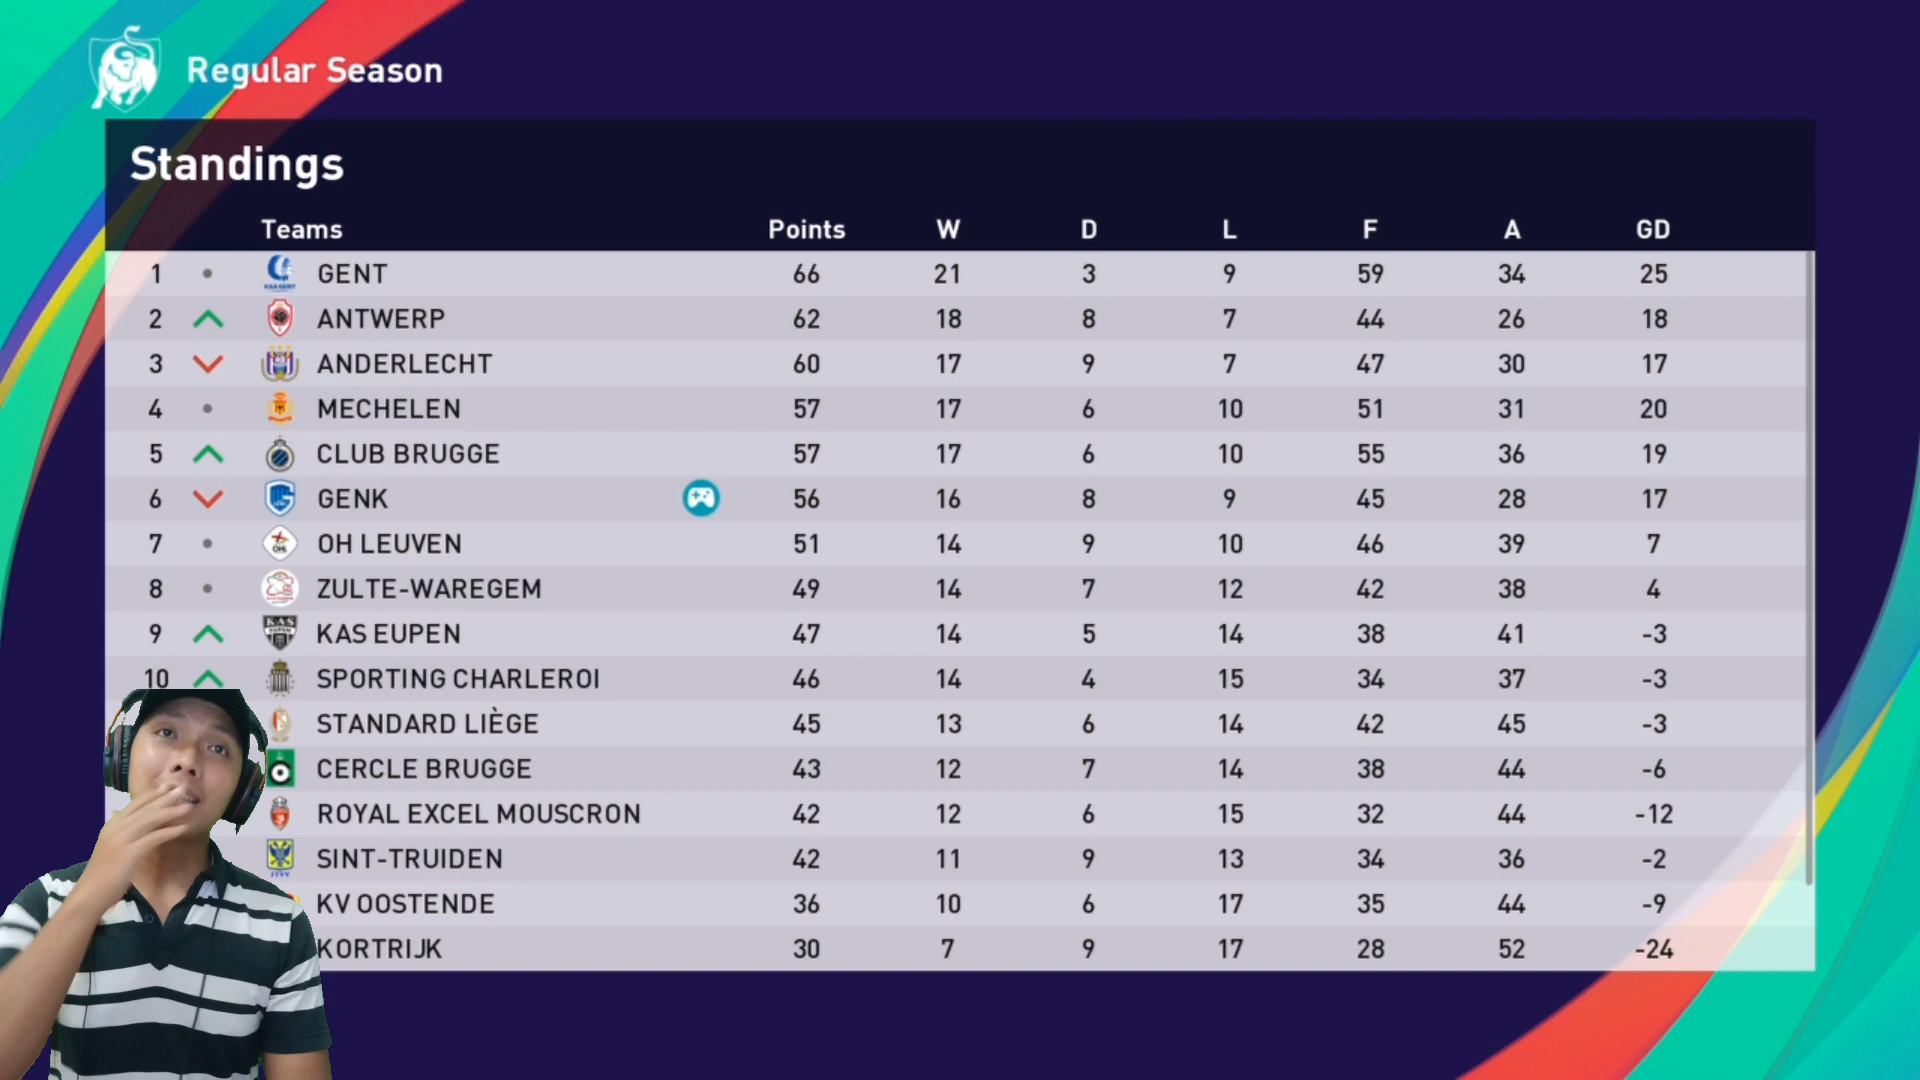 Regular Season
Standings
Teams Points W D L F A GD
1 GENT 66 21 3 9 59 34 25
2 ANTWERP 62 18 8 7 44 26 18
3 ANDERLECHT 60 17 9 7 47 30 17
4 MECHELEN 57 17 6 10 51 31 20
5 CLUB BRUGGE 57 17 6 10 55 36 19
6 GENK 56 16 8 9 45 28 17
7 OH LEUVEN 51 14 9 10 46 39 7
8 ZULTE-WAREGEM 49 14 7 12 42 38 4
9 KAS EUPEN 47 14 5 14 38 41 -3
10 SPORTING CHARLEROI 46 14 4 15 34 37 -3
STANDARD LIÈGE 45 13 6 14 42 45 -3
CERCLE BRUGGE 43 12 7 14 38 44 -6
ROYAL EXCEL MOUSCRON 42 12 6 15 32 44 -12
SINT-TRUIDEN 42 11 9 13 34 36 -2
KV OOSTENDE 36 10 6 17 35 44 -9
KORTRIJK 30 7 9 17 28 52 -24